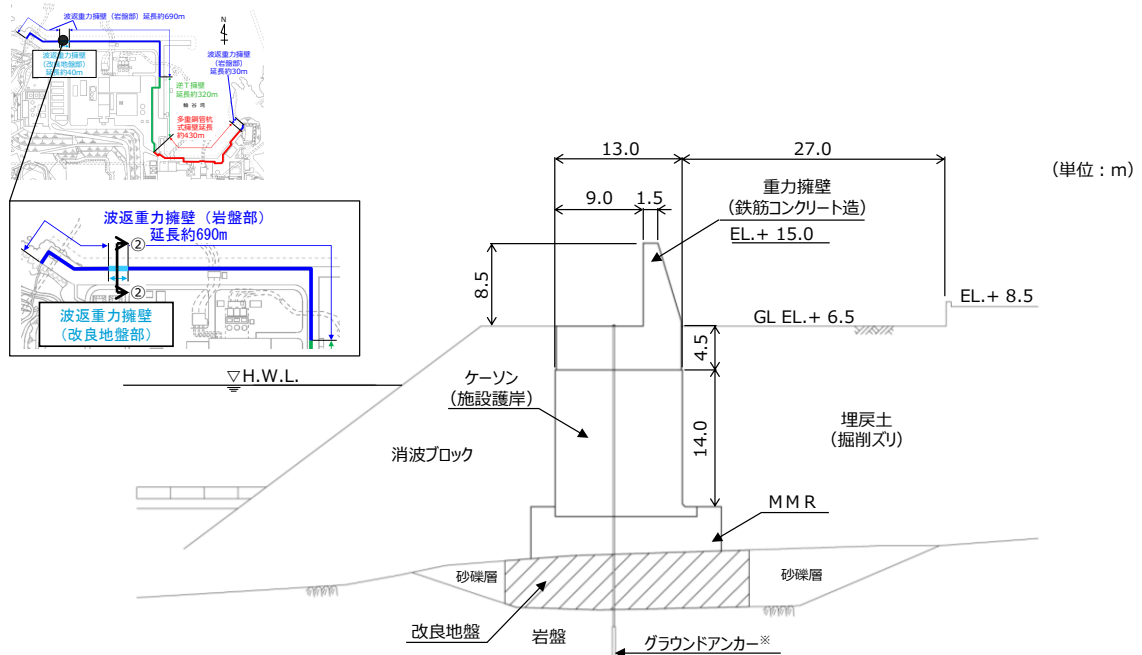 波返重力擁壁（岩盤部）延長約690m
N
波返重力擁壁
（改良地盤部）
延長約40m
波返重力擁壁
（岩盤部）
延長約30m
逆T擁壁
延長約320m
輪谷湾
多重鋼管杭
式擁壁延長
約430m
波返重力擁壁（岩盤部）
延長約690m
②
②
波返重力擁壁
（改良地盤部）
（単位：m）
13.0
27.0
9.0
1.5
重力擁壁
（鉄筋コンクリート造）
EL.+ 15.0
8.5
EL.+ 8.5
GL EL.+ 6.5
4.5
▽H.W.L.
ケーソン
（施設護岸）
14.0
埋戻土
（掘削ズリ）
消波ブロック
MMR
砂礫層
砂礫層
改良地盤
岩盤
グラウンドアンカー※